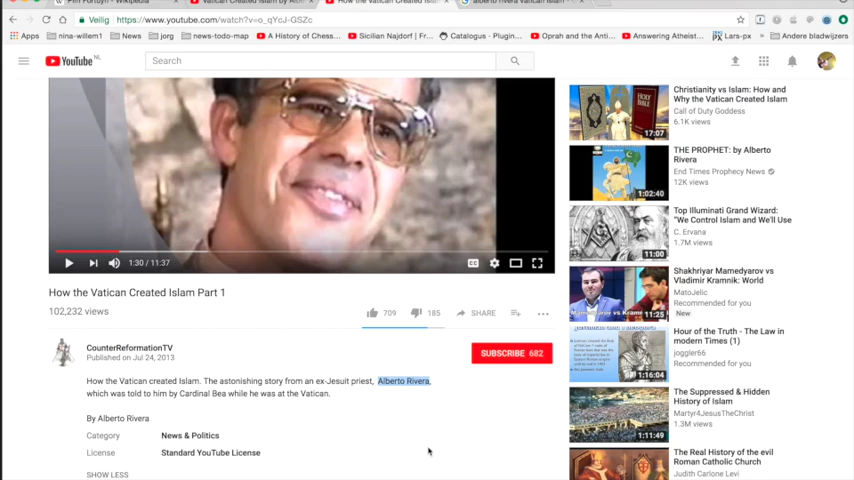 Pim Fortuyn - Wikipedia
Vatican Created Islam by Al
How the Vatican Created Islam
alberto rivera vatican islam -
Veilig
https://www.youtube.com/watch?v=o_qYcJ-GSZc
Apps
nina-willem1
News
jorg
news-todo-map
A History of Chess…
Sicilian Najdorf | Fr…
Catalogus - Plugin…
Oprah and Deepak…
Answering Atheist…
Lars-px
Andere bladwijzers
YouTube NL
Search
1:30 / 11:37
CC
How the Vatican Created Islam Part 1
102,232 views
709
185
SHARE
CounterReformationTV
Published on Jul 24, 2013
SUBSCRIBE 682
How the Vatican created Islam. The astonishing story from an ex-Jesuit priest, Alberto Rivera,
which was told to him by Cardinal Bea while he was at the Vatican.
By Alberto Rivera
Category
News & Politics
License
Standard YouTube License
SHOW LESS
HOLY BIBLE
17:07
Christianity vs Islam: How and
Why the Vatican Created Islam
Call of Duty Goddess
6.1K views
1:02:40
THE PROPHET: by Alberto
Rivera
End Times Prophecy News
12K views
11:00
Top Illuminati Grand Wizard:
"We Control Islam and We'll Use
C. Ervana
1.7M views
11:25
Shakhriyar Mamedyarov vs
Vladimir Kramnik: World
MatoJelic
Recommended for you
New
1:16:04
Hour of the Truth - The Law in
modern Times (1)
joggler66
Recommended for you
1:11:49
The Suppressed & Hidden
History of Islam
Martyr4JesusTheChrist
1.3M views
The Real History of the evil
Roman Catholic Church
Judith Carlone Levi